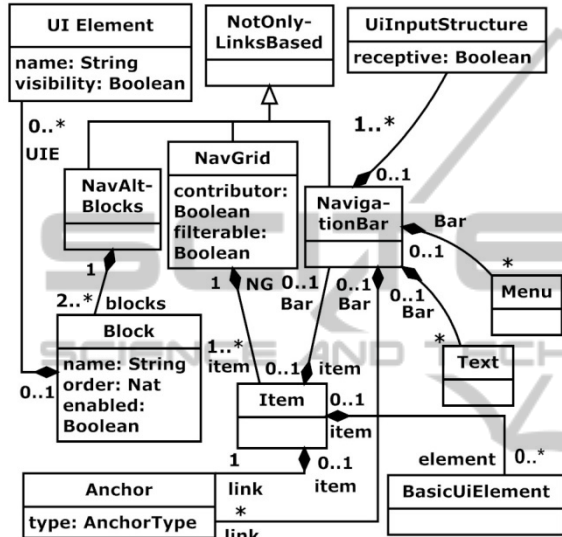 UI Element
name: String
visibility: Boolean
NotOnly-
LinksBased
UiInputStructure
receptive: Boolean
0..*
UIE
1..*
0..1
NavAlt-
Blocks
NavGrid
contributor:
Boolean
filterable:
Boolean
Naviga-
tionBar
Bar
0..1
*
Menu
1
2..*
blocks
1
NG
0..1
Bar
0..1
Bar
0..1
Bar
*
Text
Block
name: String
order: Nat
enabled:
Boolean
0..1
1..*
item
0..1
item
Item
0..1
item
1
link
0..1
item
element
0..*
BasicUiElement
Anchor
type: AnchorType
*
link
SCIENCE AND TECH